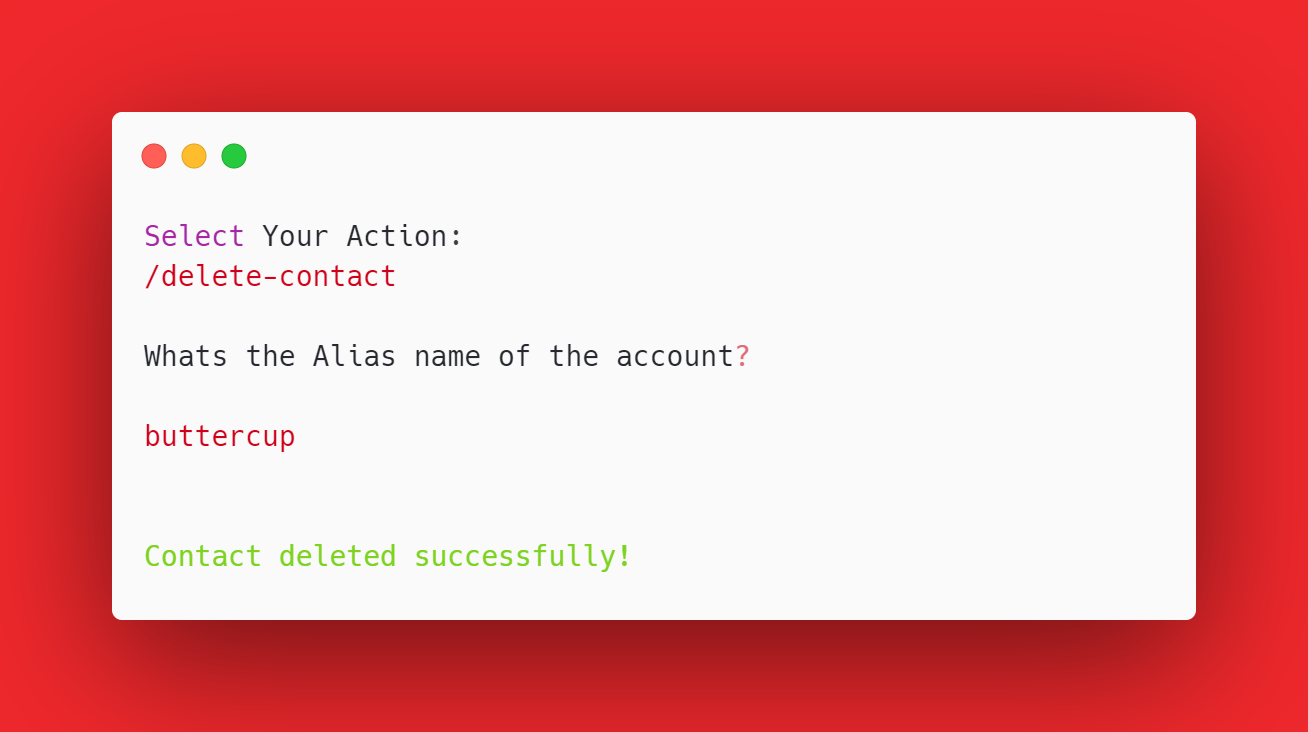 Select Your Action:
/delete-contact
Whats the Alias name of the account?
buttercup
Contact deleted successfully!